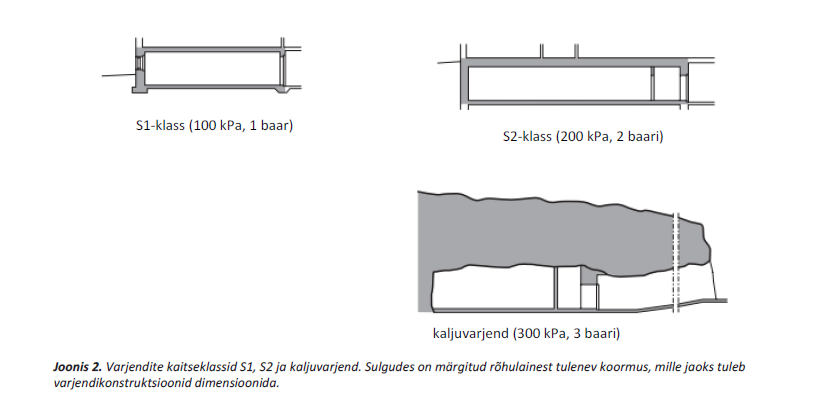 S1-klass (100 kPa, 1 baar)
S2-klass (200 kPa, 2 baari)
kaljuvarjend (300 kPa, 3 baari)
Joonis 2. Varjendite kaitseklassid S1, S2 ja kaljuvarjend. Sulgudes on märgitud rõhulainest tulenev koormus, mille jaoks tuleb
varjendikonstruktsioonid dimensioonida.